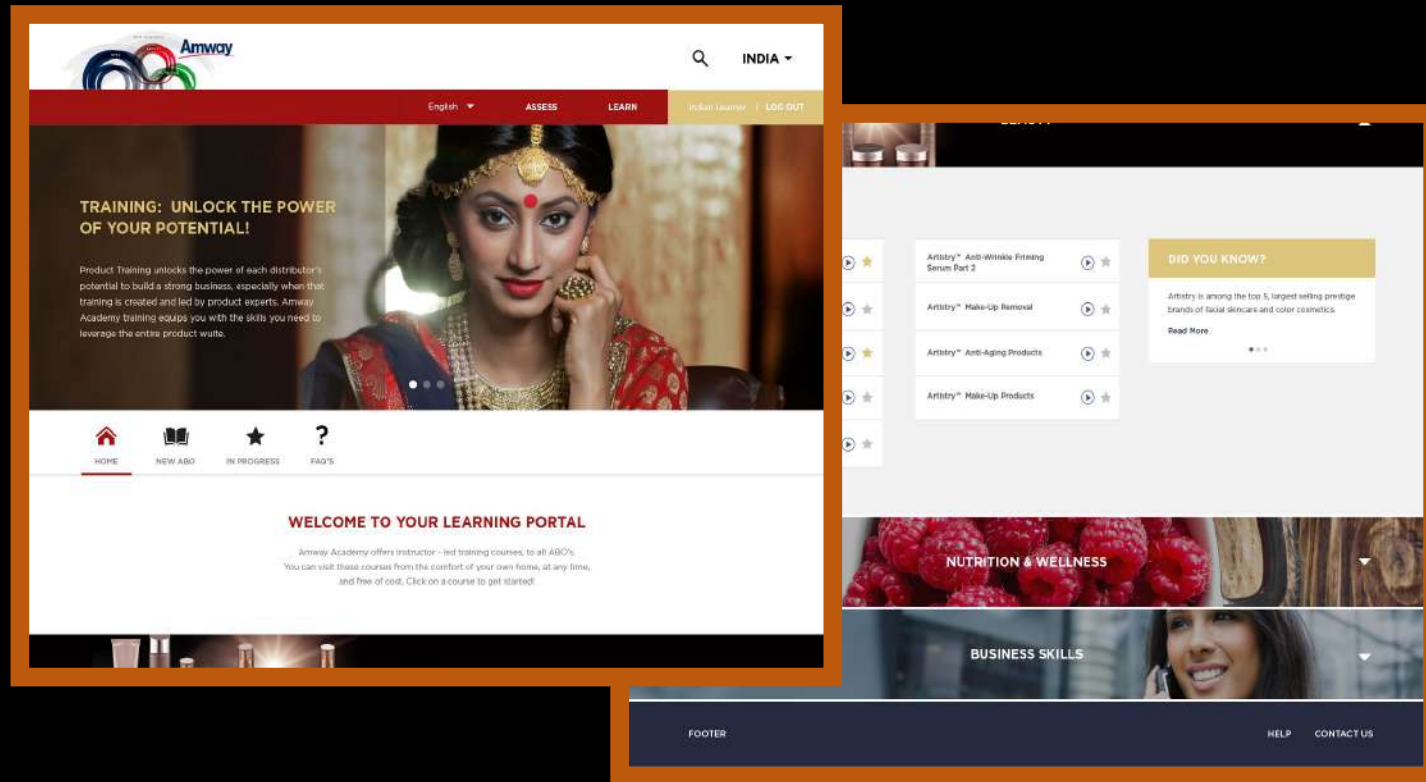 Amway
INDIA
English
ASSESS
LEARN
Indian Learner | LOG OUT
TRAINING: UNLOCK THE POWER
OF YOUR POTENTIAL!
Product Training unlocks the power of each distributor's
potential to build a strong business, especially when that
training is created and led by product experts. Amway
Academy training equips you with the skills you need to
leverage the entire product wuite.
HOME
NEW ABO
IN PROGRESS
FAQ'S
WELCOME TO YOUR LEARNING PORTAL
Amway Academy offers instructor - led training courses, to all ABO's.
You can visit these courses from the comfort of your own home, at any time,
and free of cost. Click on a course to get started!
BEAUTY
Artistry™ Anti-Wrinkle Friming
Serum Part 2
Artistry™ Make-Up Removal
Artistry™ Anti-Aging Products
Artistry™ Make-Up Products
DID YOU KNOW?
Artistry is among the top 5, largest selling prestige
brands of facial skincare and color cosmetics.
Read More.
NUTRITION & WELLNESS
BUSINESS SKILLS
FOOTER
HELP
CONTACT US